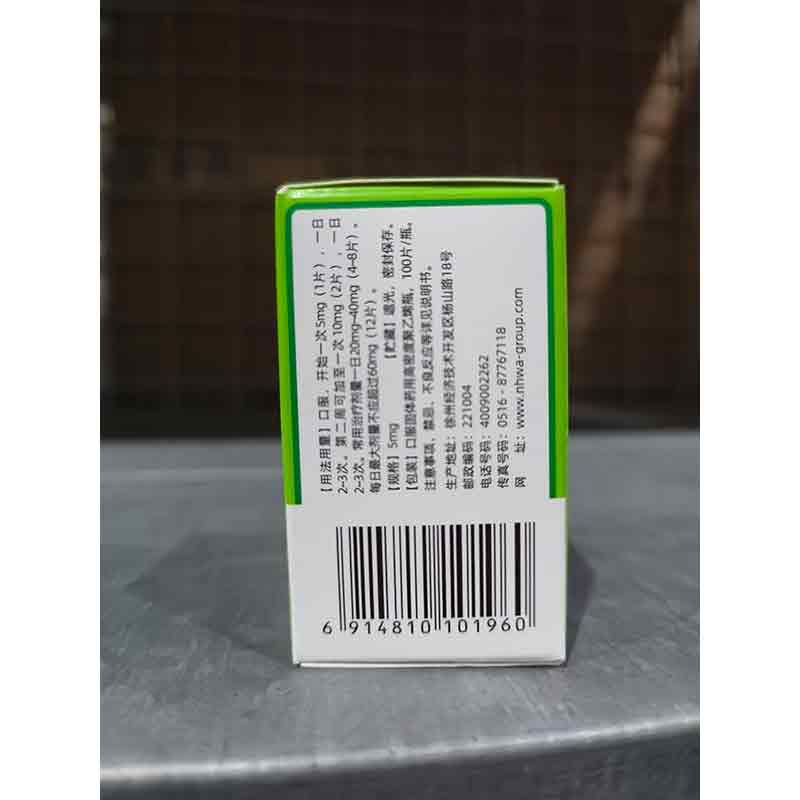 【用法用量】口服，开始一次5mg（1片），一日
2~3次。第二周可加至一次10mg（2片），一日
2~3次。常用治疗剂量一日20mg~40mg（4~8片）。
每日最大剂量不应超过60mg（12片）。
【规格】5mg 【贮藏】遮光，密封保存。
【包装】口服固体药用高密度聚乙烯瓶，100片/瓶。
注意事项、禁忌、不良反应等详见说明书。
生产地址：徐州经济技术开发区杨山路18号
邮政编码：221004
电话号码：4009002262
传真号码：0516 - 87767118
网 址：www.nhwa-group.com
6 914810 101960